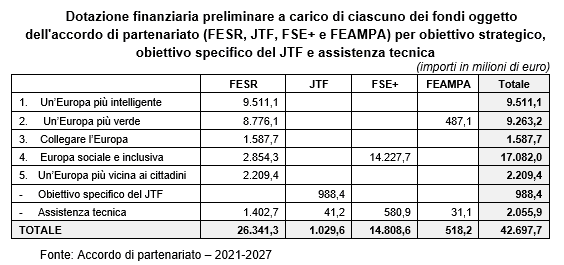 Dotazione finanziaria preliminare a carico di ciascuno dei fondi oggetto
dell'accordo di partenariato (FESR, JTF, FSE+ e FEAMPA) per obiettivo strategico,
obiettivo specifico del JTF e assistenza tecnica
(importi in milioni di euro)
FESR JTF FSE+ FEAMPA Totale
1. Un'Europa più intelligente 9.511,1 9.511,1
2. Un'Europa più verde 8.776,1 487,1 9.263,2
3. Collegare l'Europa 1.587,7 1.587,7
4. Europa sociale e inclusiva 2.854,3 14.227,7 17.082,0
5. Un'Europa più vicina ai cittadini 2.209,4 2.209,4
- Obiettivo specifico del JTF 988,4 988,4
- Assistenza tecnica 1.402,7 41,2 580,9 31,1 2.055,9
TOTALE 26.341,3 1.029,6 14.808,6 518,2 42.697,7
Fonte: Accordo di partenariato – 2021-2027